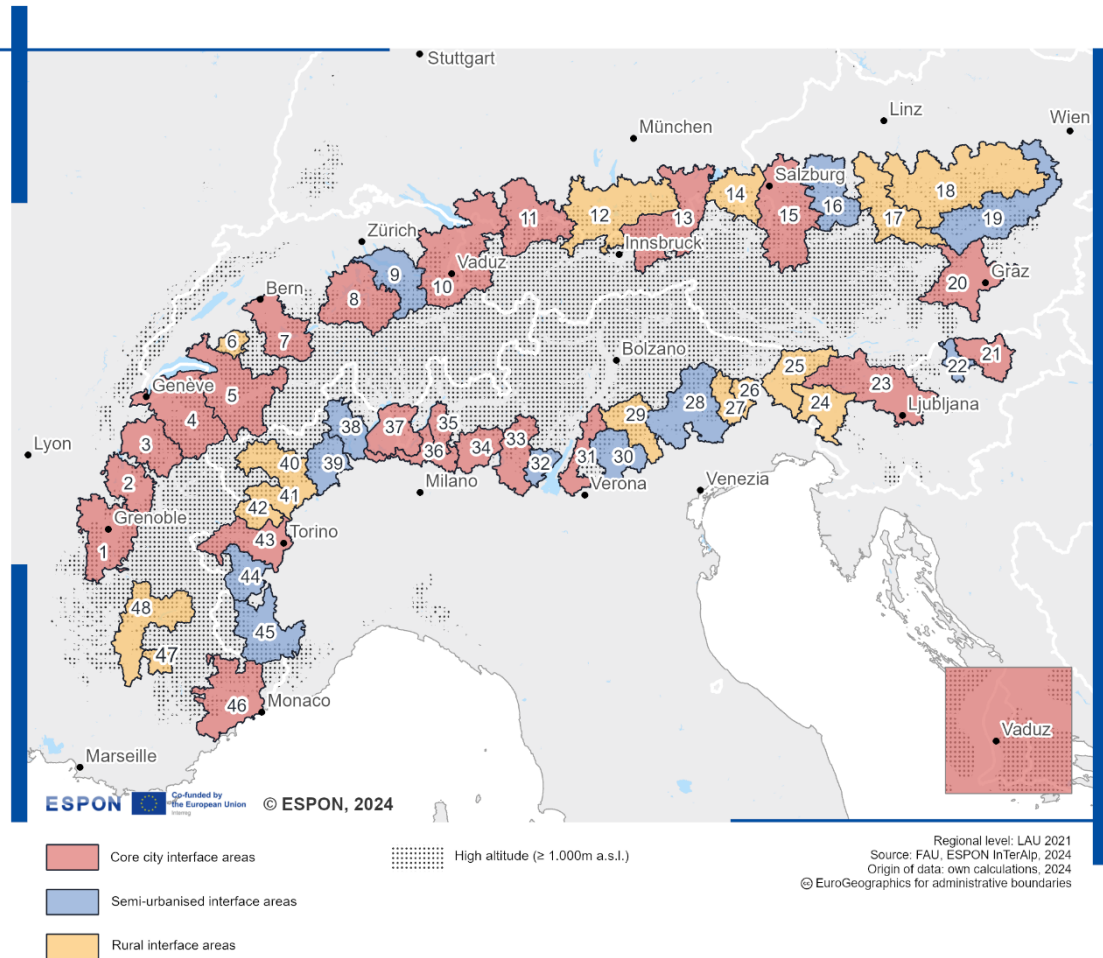 Stuttgart
Linz
Wien
München
18
Salzburg
14
16
11
12
13
15
17
19
Zürich
Innsbruck
9
Vaduz
10
20
Graz
8
Bern
7
6
Bolzano
21
22
25
23
Genève
5
26
24
Ljubljana
4
38
37
35
29
28
27
Lyon
3
36
34
33
32
31
30
40
39
Milano
Verona
Venezia
2
41
42
Grenoble
1
43
Torino
44
48
45
47
46
Monaco
Vaduz
Marseille
ESPON
Co-funded by
the European Union
Interreg
© ESPON, 2024
Core city interface areas
High altitude (≥ 1.000m a.s.l.)
Semi-urbanised interface areas
Rural interface areas
Regional level: LAU 2021
Source: FAU, ESPON InTerAlp, 2024
Origin of data: own calculations, 2024
cc EuroGeographics for administrative boundaries